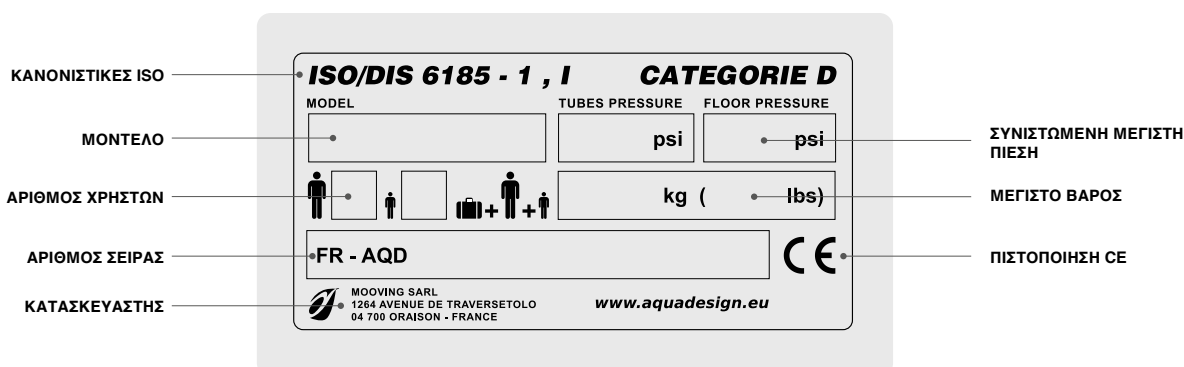 ΚΑΝΟΝΙΣΤΙΚΕΣ ISO
ISO/DIS 6185 - 1 , I CATEGORIE D
MODEL TUBES PRESSURE FLOOR PRESSURE
ΜΟΝΤΕΛΟ
psi psi
ΣΥΝΙΣΤΩΜΕΝΗ ΜΕΓΙΣΤΗ
ΠΙΕΣΗ
ΑΡΙΘΜΟΣ ΧΡΗΣΤΩΝ
+ +
kg ( lbs)
ΜΕΓΙΣΤΟ ΒΑΡΟΣ
ΑΡΙΘΜΟΣ ΣΕΙΡΑΣ
FR - AQD
CE
ΠΙΣΤΟΠΟΙΗΣΗ CE
ΚΑΤΑΣΚΕΥΑΣΤΗΣ
MOOVING SARL
1264 AVENUE DE TRAVERSETOLO
04 700 ORAISON - FRANCE
www.aquadesign.eu